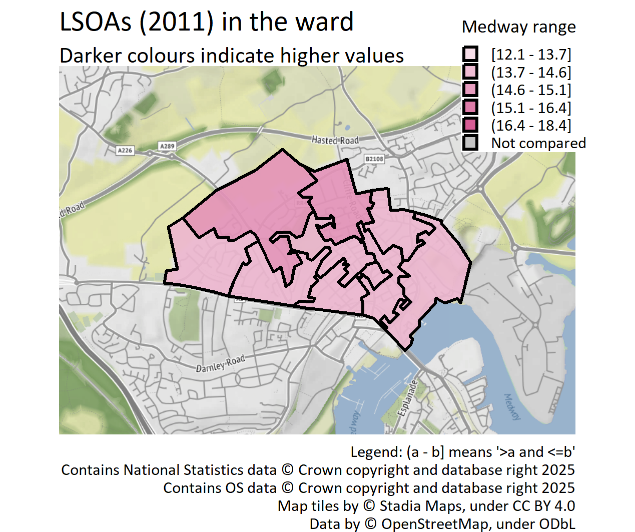 LSOAs (2011) in the ward
Darker colours indicate higher values
Medway range
[12.1 - 13.7]
(13.7 - 14.6]
(14.6 - 15.1]
(15.1 - 16.4]
(16.4 - 18.4]
Not compared
Hasted Road
A226
A289
B2108
d Road
Darnley Road
Esplanade
Medway
dway
Legend: (a - b] means '>a and <=b'
Contains National Statistics data © Crown copyright and database right 2025
Contains OS data © Crown copyright and database right 2025
Map tiles by © Stadia Maps, under CC BY 4.0
Data by © OpenStreetMap, under ODbL